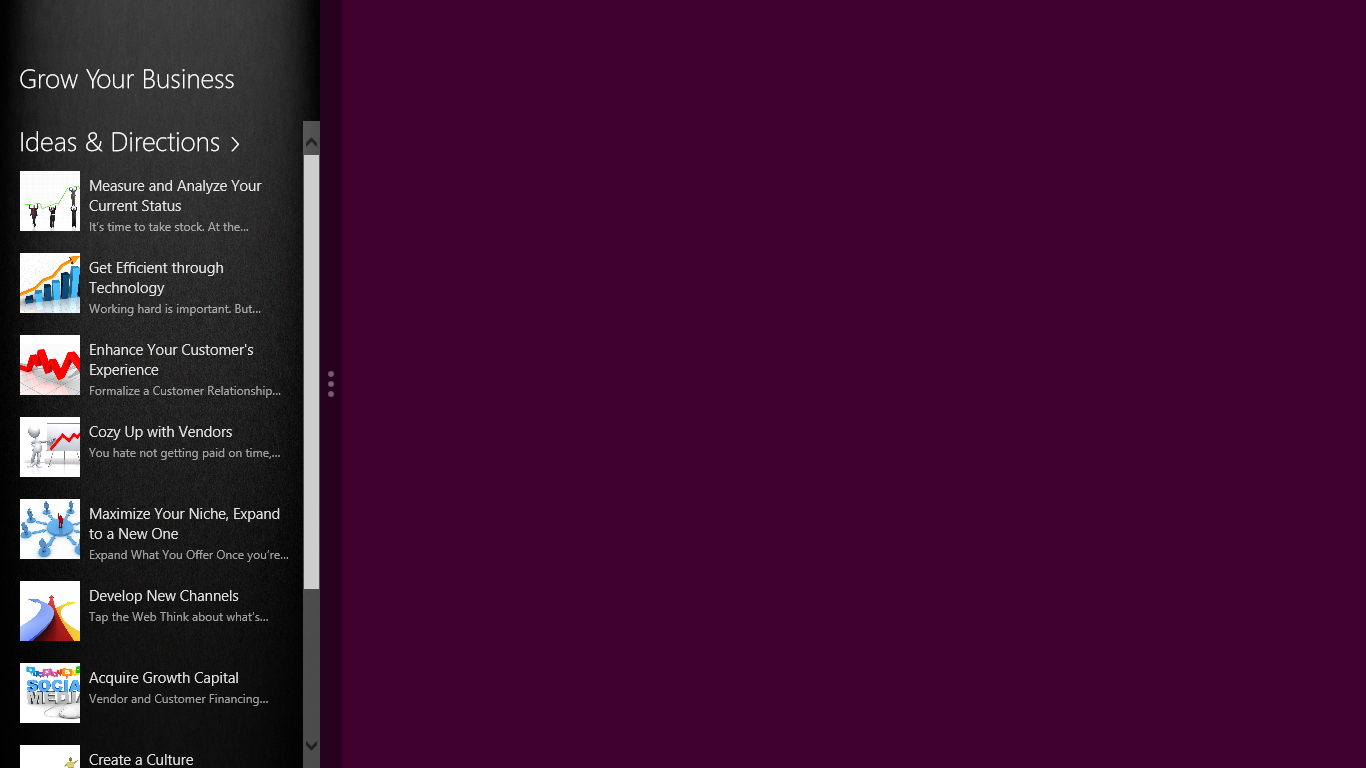 Grow Your Business
Ideas & Directions
Measure and Analyze Your
Current Status
It's time to take stock. At the...
Get Efficient through
Technology
Working hard is important. But...
Enhance Your Customer's
Experience
Formalize a Customer Relationship...
Cozy Up with Vendors
You hate not getting paid on time,...
Maximize Your Niche, Expand
to a New One
Expand What You Offer Once you're...
Develop New Channels
Tap the Web Think about what's...
Acquire Growth Capital
Vendor and Customer Financing...
SOCIAL
MEDIA
Create a Culture